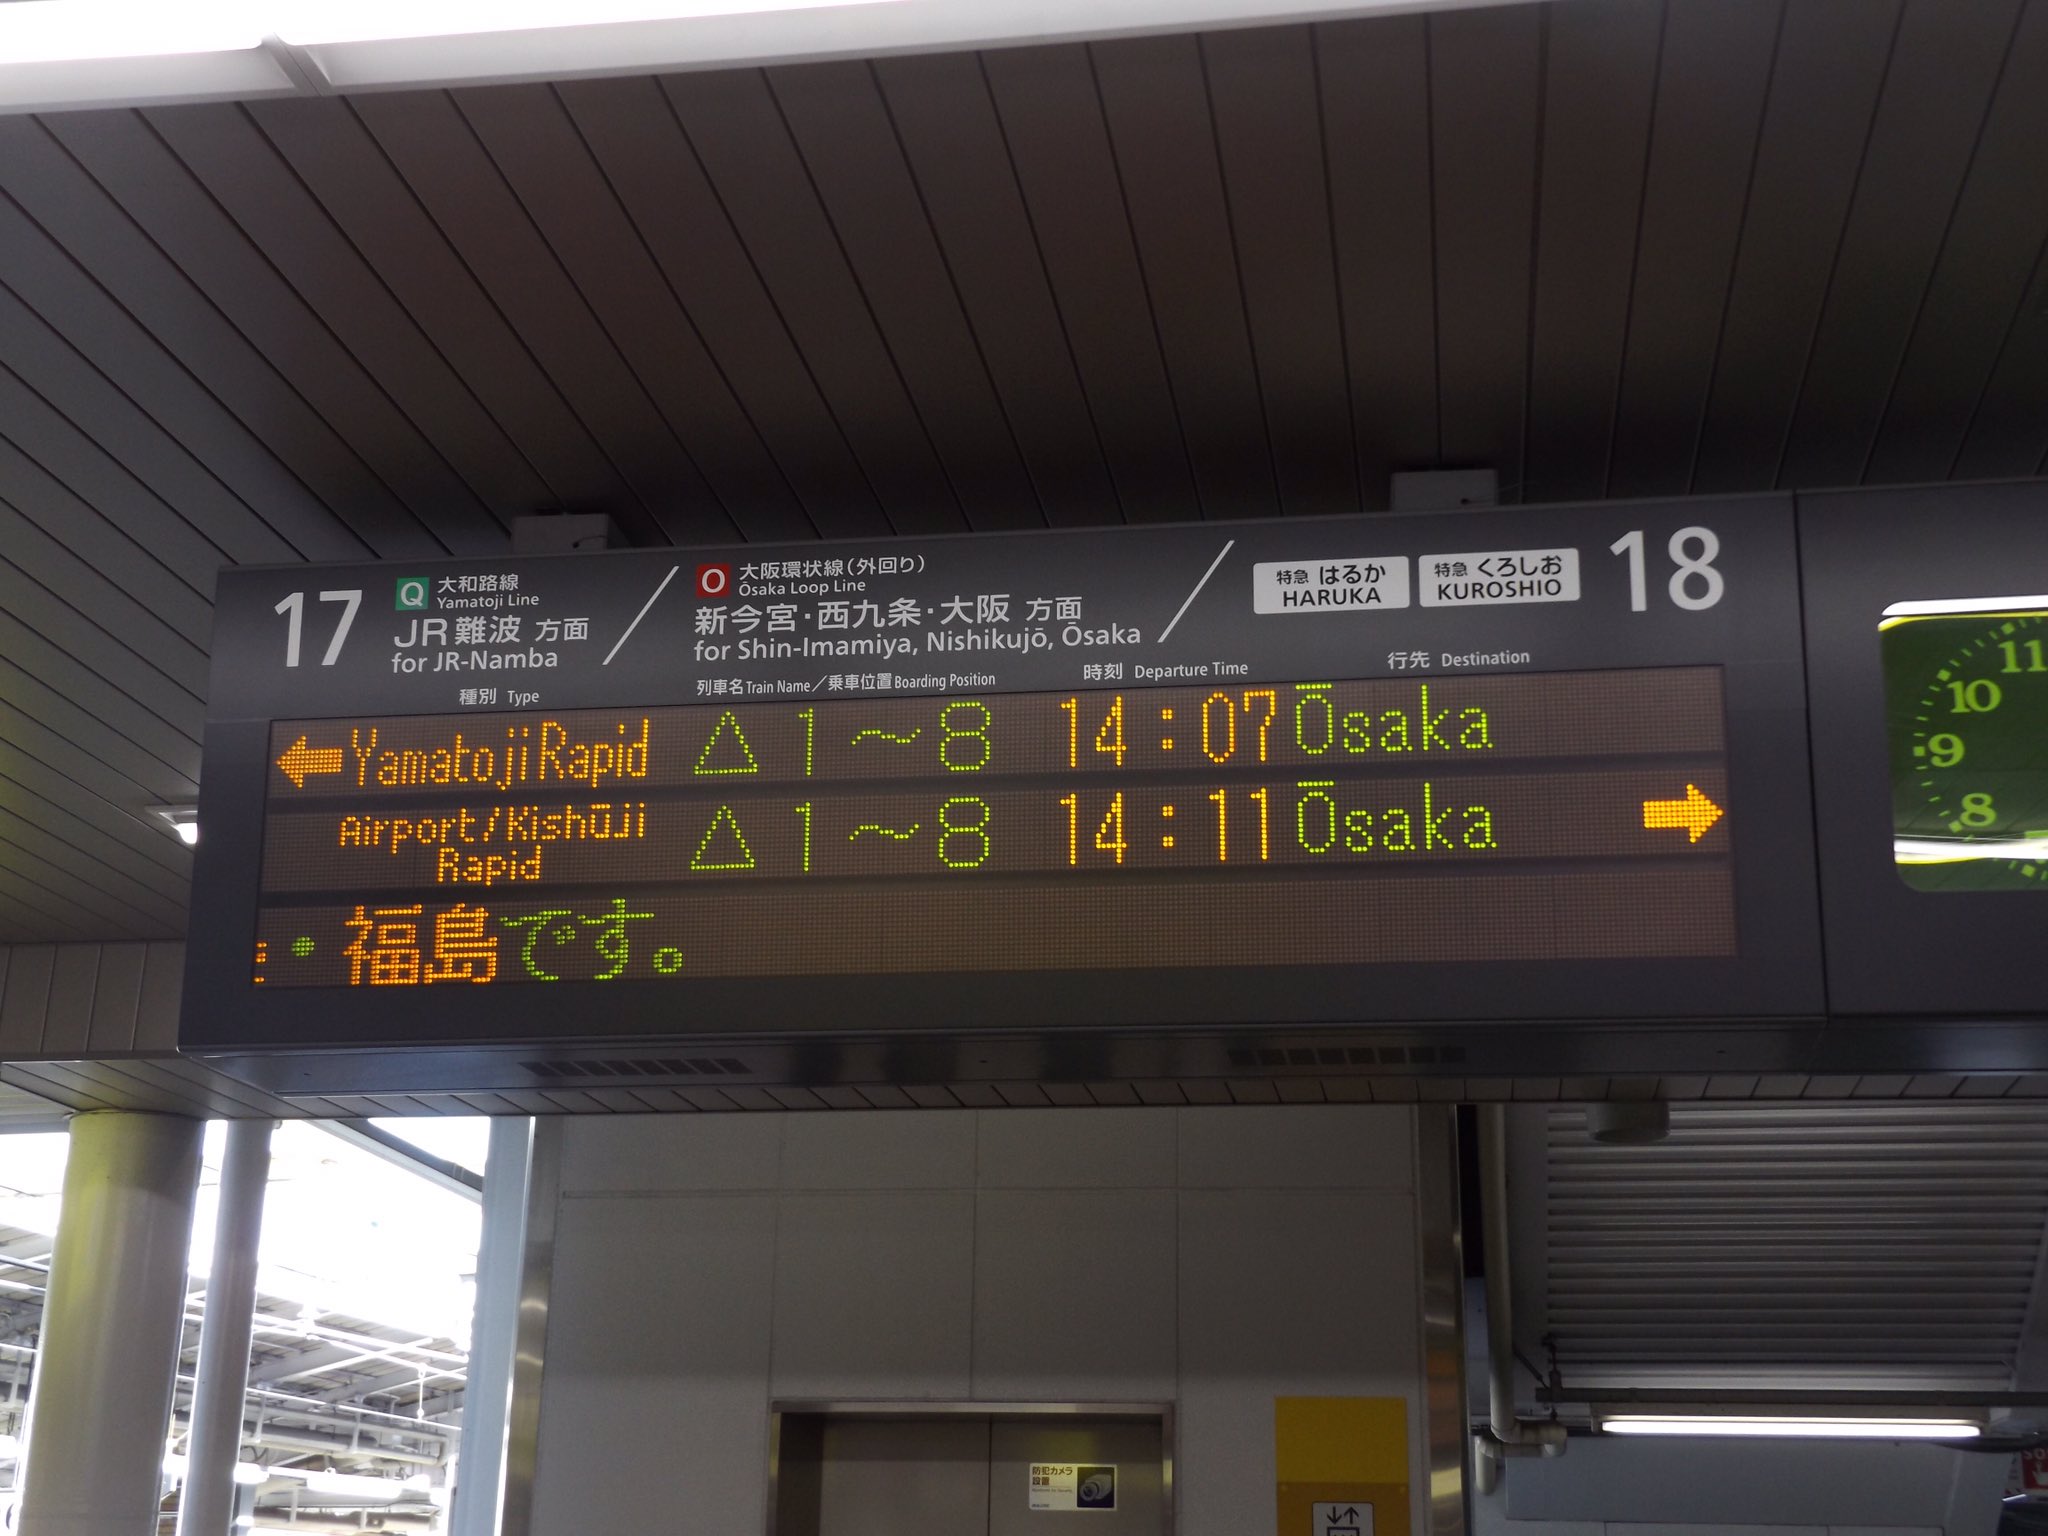 17 Q 大和路線
Yamatoji Line
JR難波 方面
for JR-Namba
O 大阪環状線(外回り)
Ōsaka Loop Line
新今宮・西九条・大阪 方面
for Shin-Imamiya, Nishikujō, Ōsaka
特急 はるか
HARUKA
特急 くろしお
KUROSHIO
18
種別 Type 列車名 Train Name/乗車位置 Boarding Position 時刻 Departure Time 行先 Destination
← Yamatoji Rapid △ 1～8 14:07 Ōsaka
Airport/Kishūji Rapid △ 1～8 14:11 Ōsaka →
・福島です。
11
10
9
8
防犯カメラ
設置